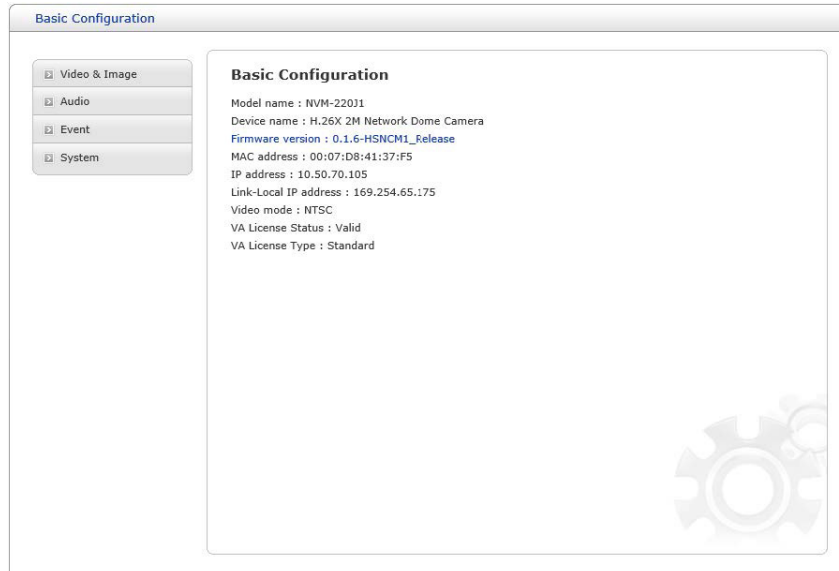 Basic Configuration
Video & Image
Audio
Event
System
Basic Configuration
Model name : NVM-220J1
Device name : H.26X 2M Network Dome Camera
Firmware version : 0.1.6-HSNCM1_Release
MAC address : 00:07:D8:41:37:F5
IP address : 10.50.70.105
Link-Local IP address : 169.254.65.175
Video mode : NTSC
VA License Status : Valid
VA License Type : Standard